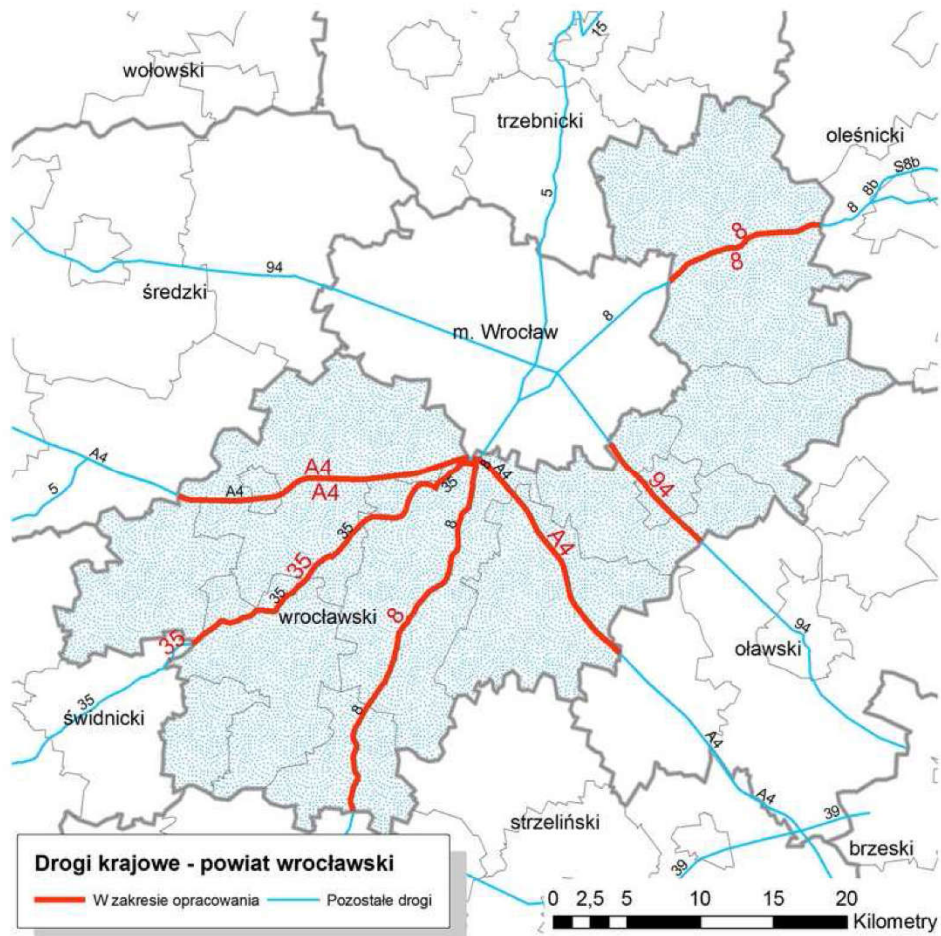 15
wołowski
trzebnicki
oleśnicki
S8b
8b
8
5
8
8
94
średzki
8
m. Wrocław
A4
5
A4
A4
A4
8
A4
35
94
8
35
A4
35
35
wrocławski
8
35
94
oławski
35
świdnicki
8
A4
A4
39
strzeliński
39
brzeski
Drogi krajowe - powiat wrocławski
W zakresie opracowania
Pozostałe drogi
0 2,5 5 10 15 20
Kilometry